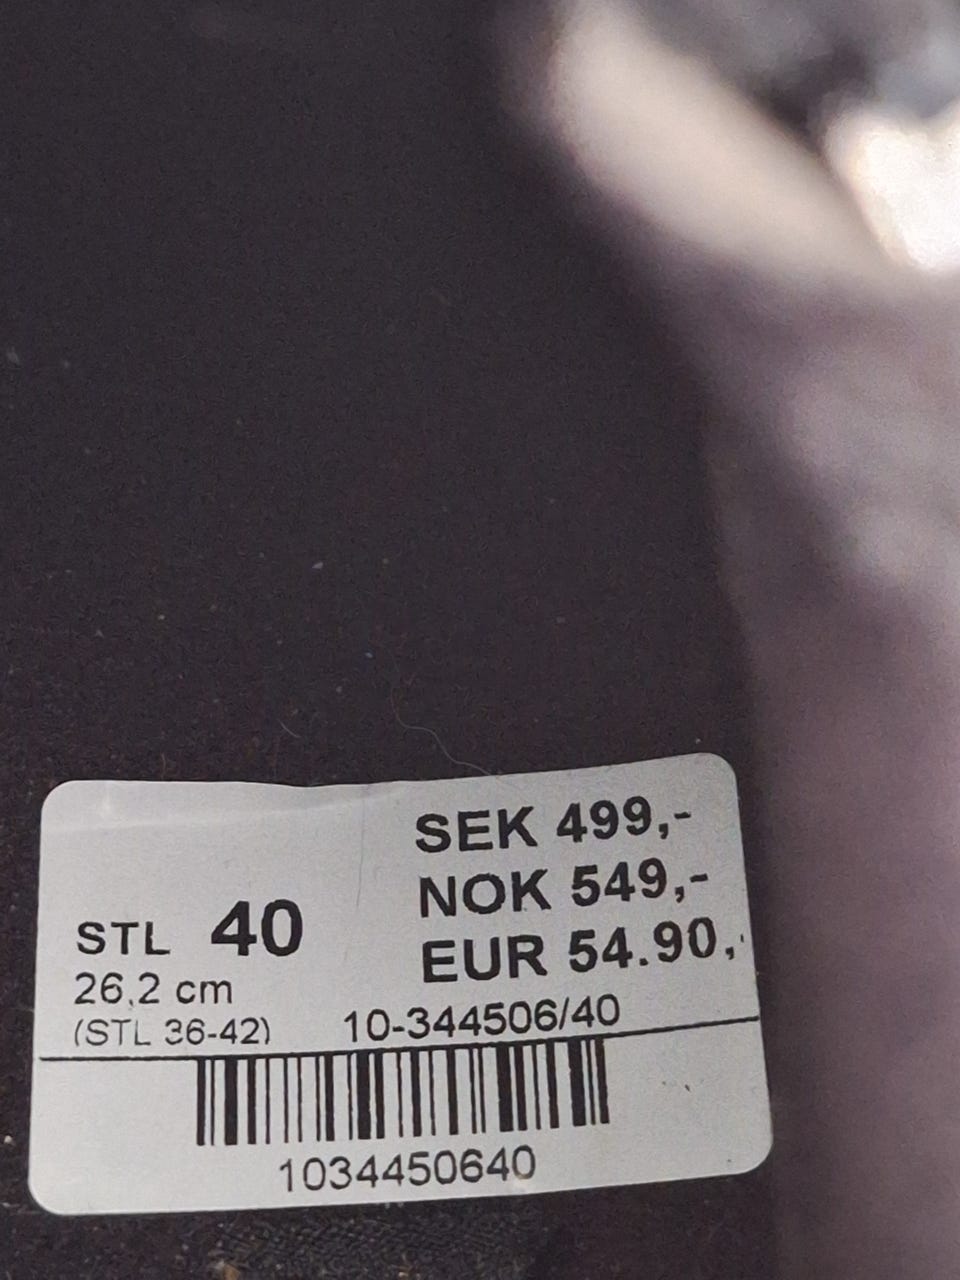 SEK 499,-
NOK 549,-
EUR 54.90,-
STL 40
26,2 cm
(STL 36-42)
10-344506/40
1034450640